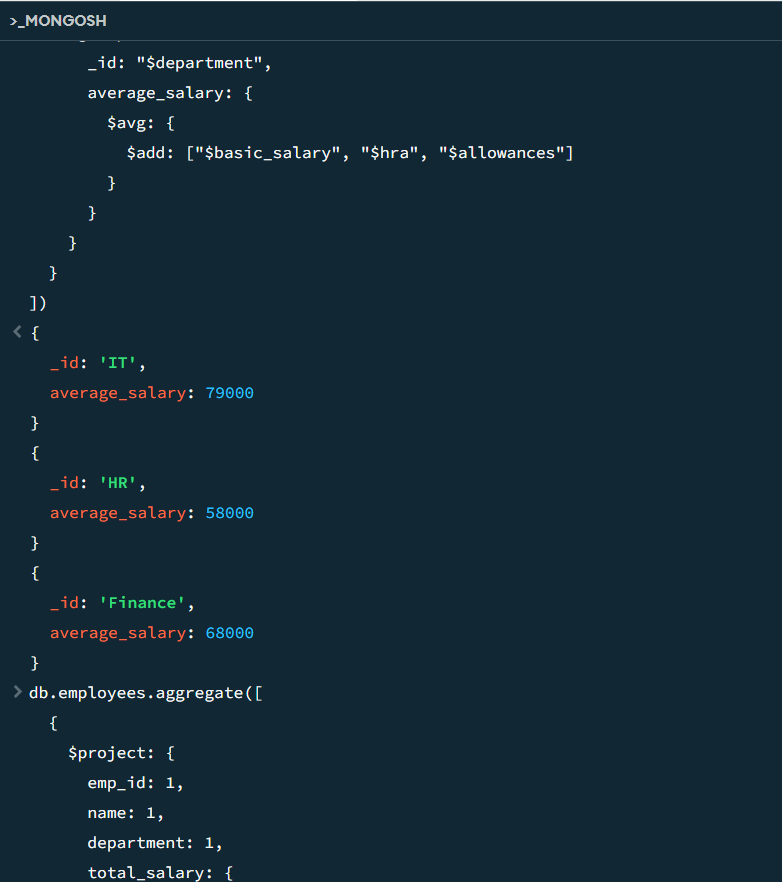 >_MONGOSH
_id: "$department",
average_salary: {
$avg: {
$add: ["$basic_salary", "$hra", "$allowances"]
}
}
}
}
])
< {
_id: 'IT',
average_salary: 79000
}
{
_id: 'HR',
average_salary: 58000
}
{
_id: 'Finance',
average_salary: 68000
}
> db.employees.aggregate([
{
$project: {
emp_id: 1,
name: 1,
department: 1,
total_salary: {